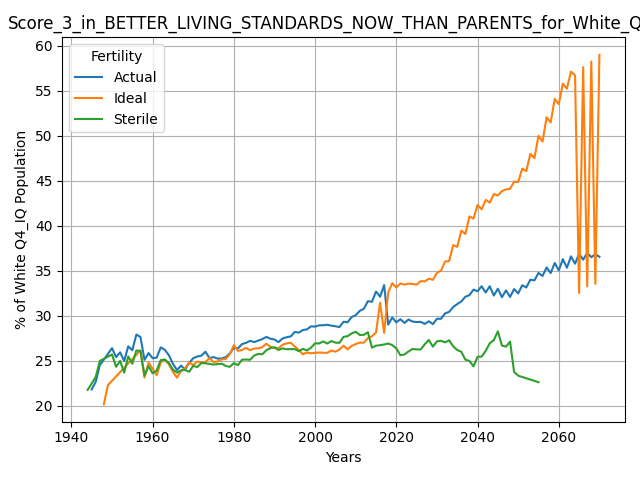 Score_3_in_BETTER_LIVING_STANDARDS_NOW_THAN_PARENTS_for_White_Q
Fertility
Actual
Ideal
Sterile
% of White Q4_IQ Population
60
55
50
45
40
35
30
25
20
1940 1960 1980 2000 2020 2040 2060
Years